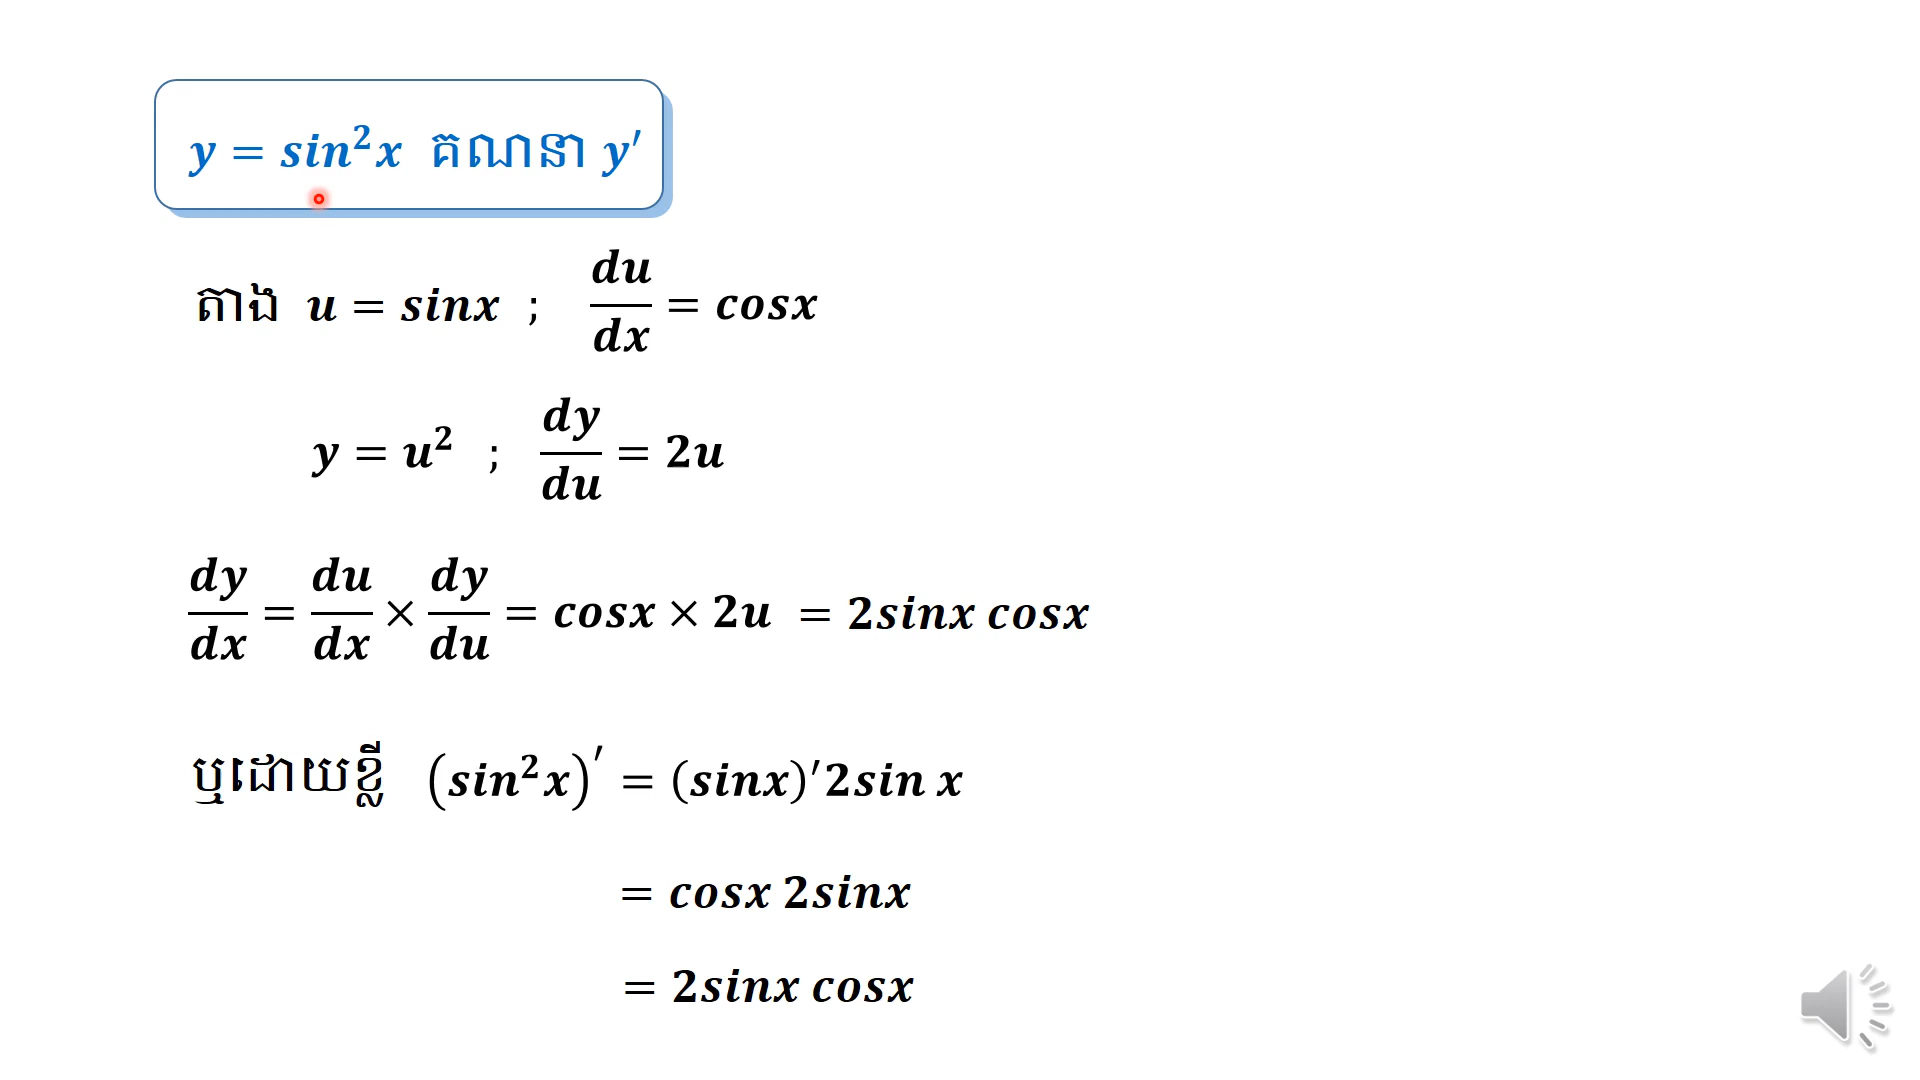 y = sin²x គណនា y′
តាង u = sinx ; du/dx = cosx
y = u² ; dy/du = 2u
dy/dx = du/dx × dy/du = cosx × 2u = 2sinx cosx
ឬដោយខ្លី (sin²x)′ = (sinx)′2sin x
= cosx 2sinx
= 2sinx cosx